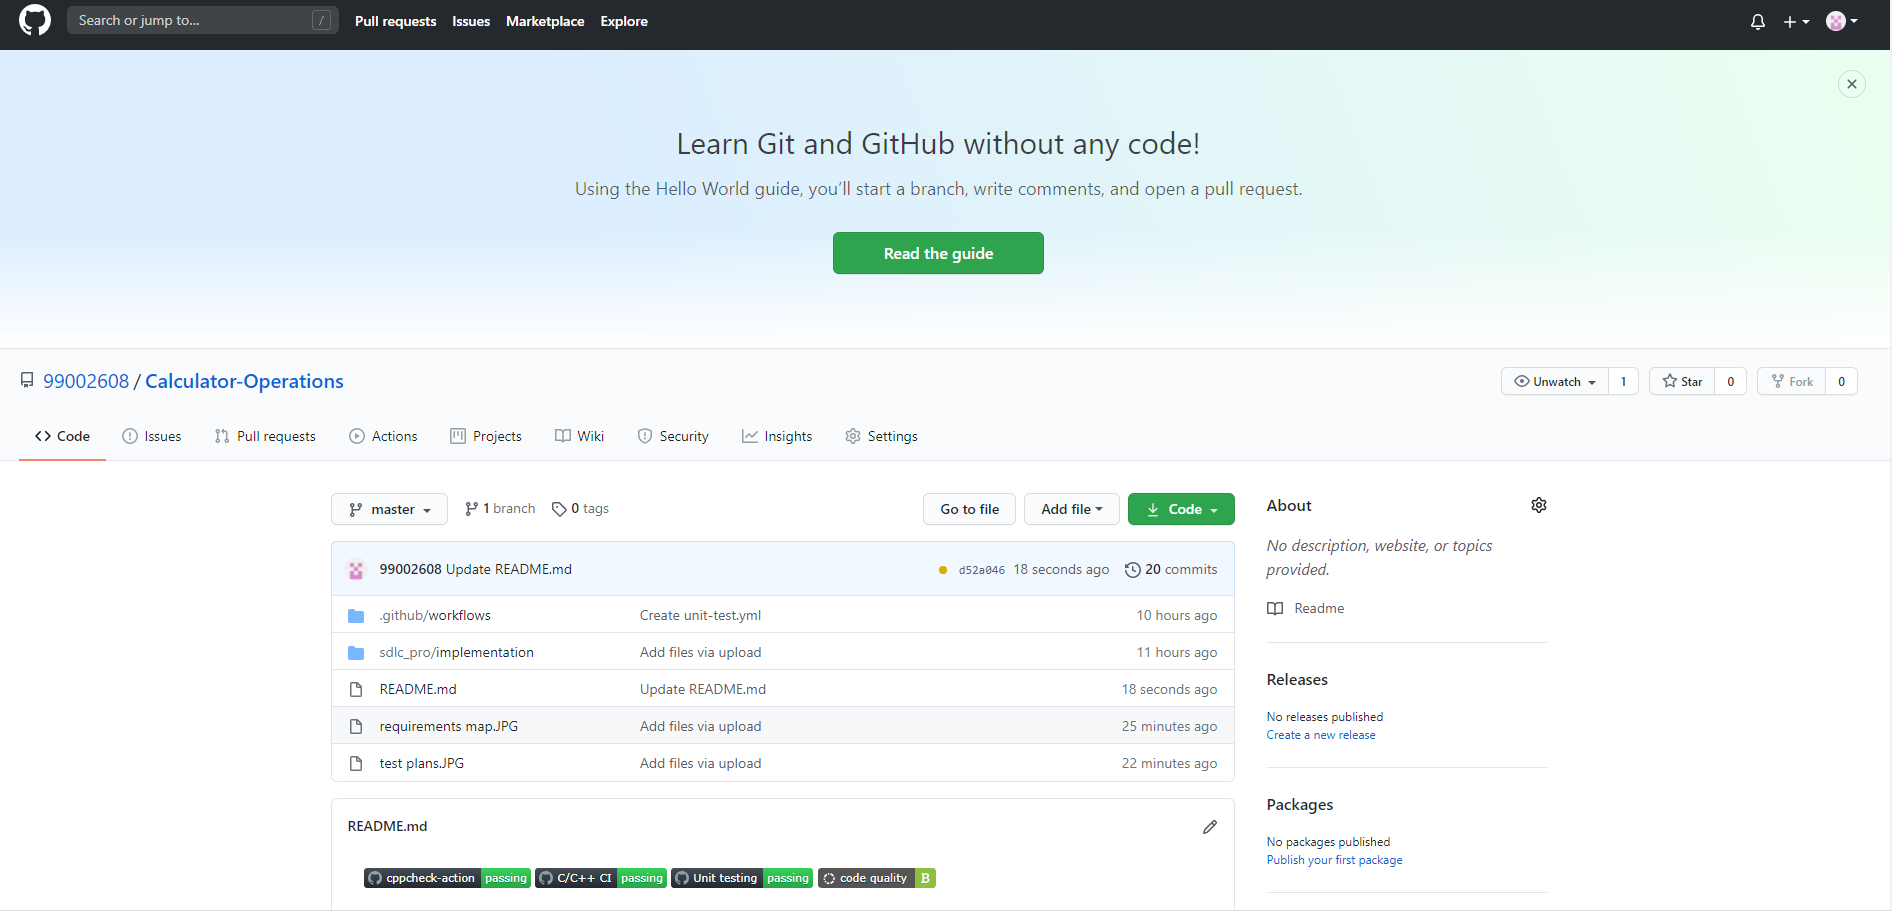 Search or jump to... /
Pull requests Issues Marketplace Explore
Learn Git and GitHub without any code!
Using the Hello World guide, you’ll start a branch, write comments, and open a pull request.
Read the guide
99002608 / Calculator-Operations
Unwatch 1 Star 0 Fork 0
Code Issues Pull requests Actions Projects Wiki Security Insights Settings
master 1 branch 0 tags Go to file Add file Code
99002608 Update README.md d52a046 18 seconds ago 20 commits
.github/workflows Create unit-test.yml 10 hours ago
sdlc_pro/implementation Add files via upload 11 hours ago
README.md Update README.md 18 seconds ago
requirements map.JPG Add files via upload 25 minutes ago
test plans.JPG Add files via upload 22 minutes ago
README.md
cppcheck-action passing C/C++ CI passing Unit testing passing code quality B
About
No description, website, or topics
provided.
Readme
Releases
No releases published
Create a new release
Packages
No packages published
Publish your first package